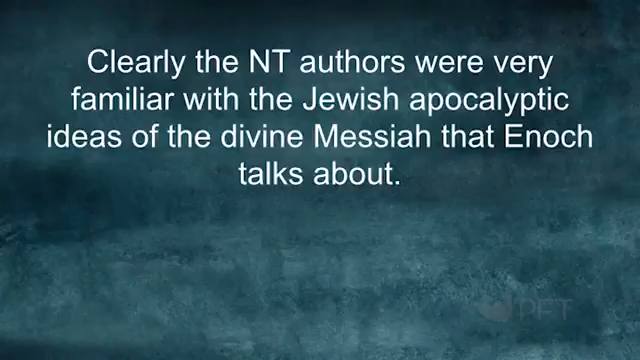 Clearly the NT authors were very
familiar with the Jewish apocalyptic
ideas of the divine Messiah that Enoch
talks about.
PFT